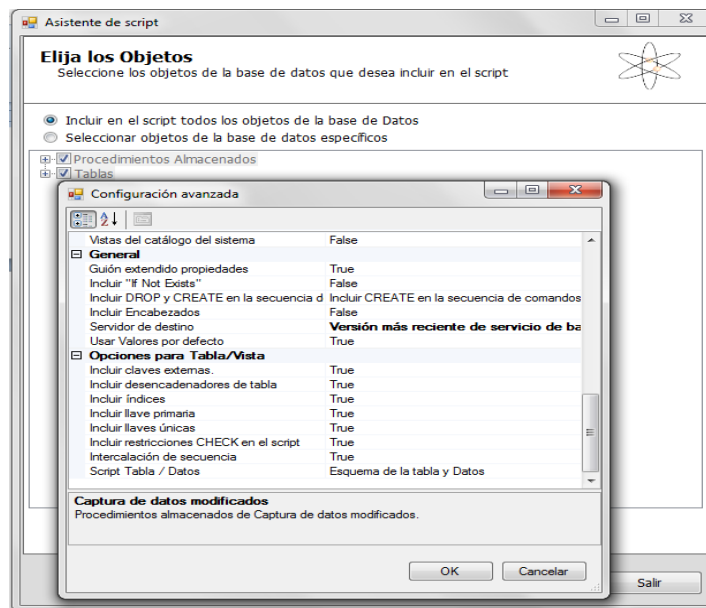 Asistente de script
Elija los Objetos
Seleccione los objetos de la base de datos que desea incluir en el script
Incluir en el script todos los objetos de la base de Datos
Seleccionar objetos de la base de datos específicos
Procedimientos Almacenados
Tablas
Configuración avanzada
Vistas del catálogo del sistema False
General
Guión extendido propiedades True
Incluir "If Not Exists" False
Incluir DROP y CREATE en la secuencia d Incluir CREATE en la secuencia de comandos
Incluir Encabezados False
Servidor de destino Versión más reciente de servicio de ba
Usar Valores por defecto True
Opciones para Tabla/Vista
Incluir claves externas. True
Incluir desencadenadores de tabla True
Incluir índices True
Incluir llave primaria True
Incluir llaves únicas True
Incluir restricciones CHECK en el script True
Intercalación de secuencia True
Script Tabla / Datos Esquema de la tabla y Datos
Captura de datos modificados
Procedimientos almacenados de Captura de datos modificados.
OK Cancelar
Salir